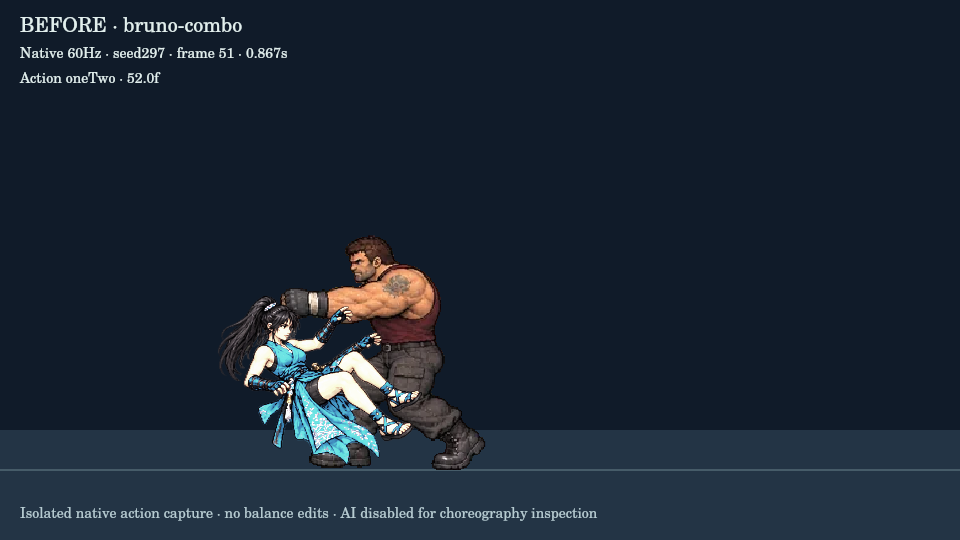 BEFORE · bruno-combo
Native 60Hz · seed297 · frame 51 · 0.867s
Action oneTwo · 52.0f
Isolated native action capture · no balance edits · AI disabled for choreography inspection